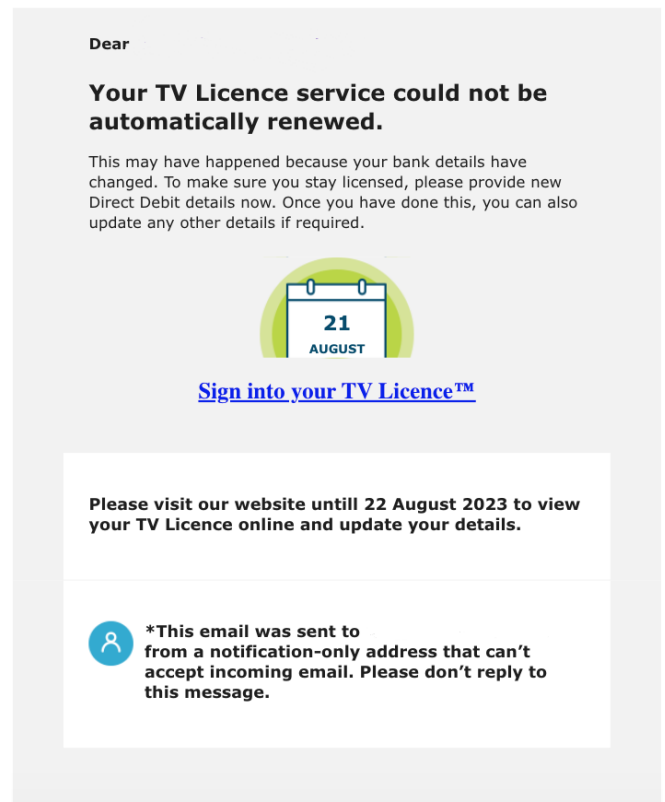 Dear
Your TV Licence service could not be
automatically renewed.
This may have happened because your bank details have
changed. To make sure you stay licensed, please provide new
Direct Debit details now. Once you have done this, you can also
update any other details if required.
21
AUGUST
Sign into your TV Licence™
Please visit our website untill 22 August 2023 to view
your TV Licence online and update your details.
*This email was sent to
from a notification-only address that can’t
accept incoming email. Please don’t reply to
this message.